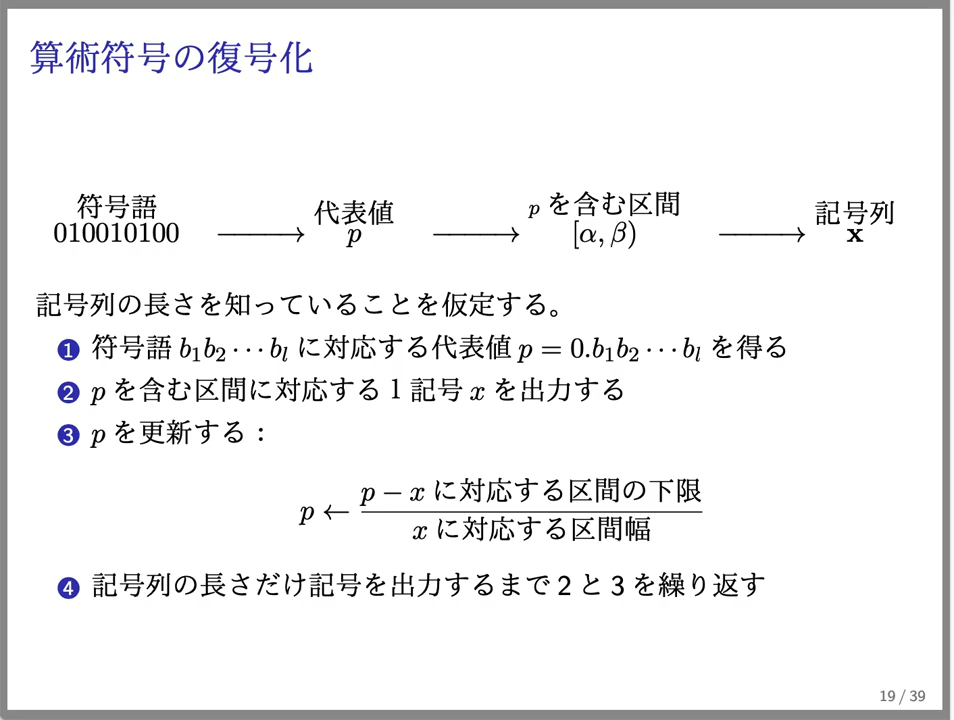 算術符号の復号化
符号語 代表値 p を含む区間 記号列
010010100 ⟶ p ⟶ [α, β) ⟶ x
記号列の長さを知っていることを仮定する。
1 符号語 b₁b₂ ⋯ bₗ に対応する代表値 p = 0.b₁b₂ ⋯ bₗ を得る
2 p を含む区間に対応する 1 記号 x を出力する
3 p を更新する：
p − x に対応する区間の下限
p ←
x に対応する区間幅
4 記号列の長さだけ記号を出力するまで 2 と 3 を繰り返す
19 / 39